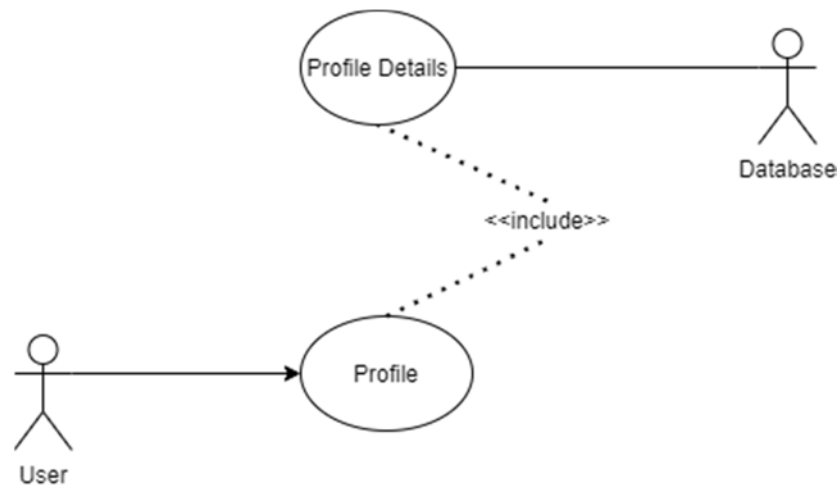 Profile Details
Database
<<include>>
Profile
User